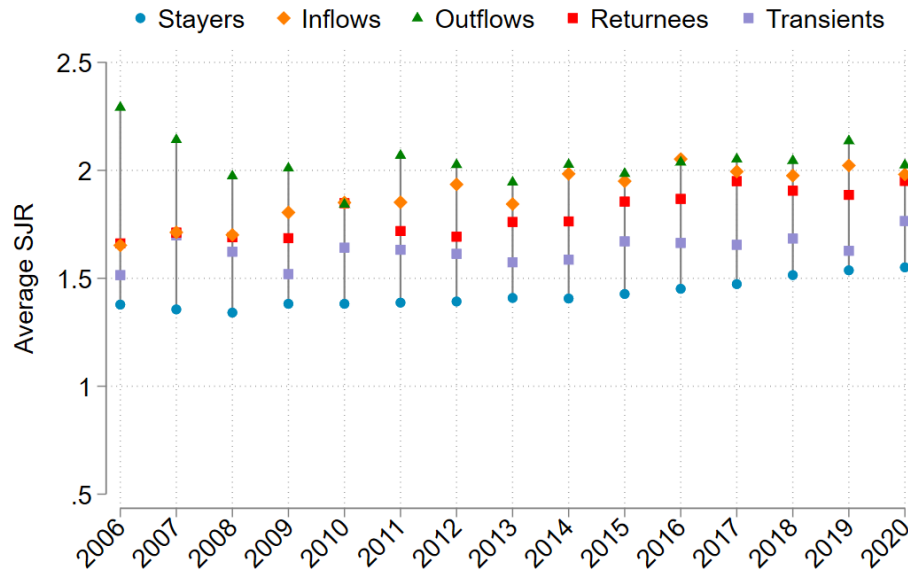 Stayers Inflows Outflows Returnees Transients
Average SJR
2.5
2
1.5
1
.5
2006 2007 2008 2009 2010 2011 2012 2013 2014 2015 2016 2017 2018 2019 2020